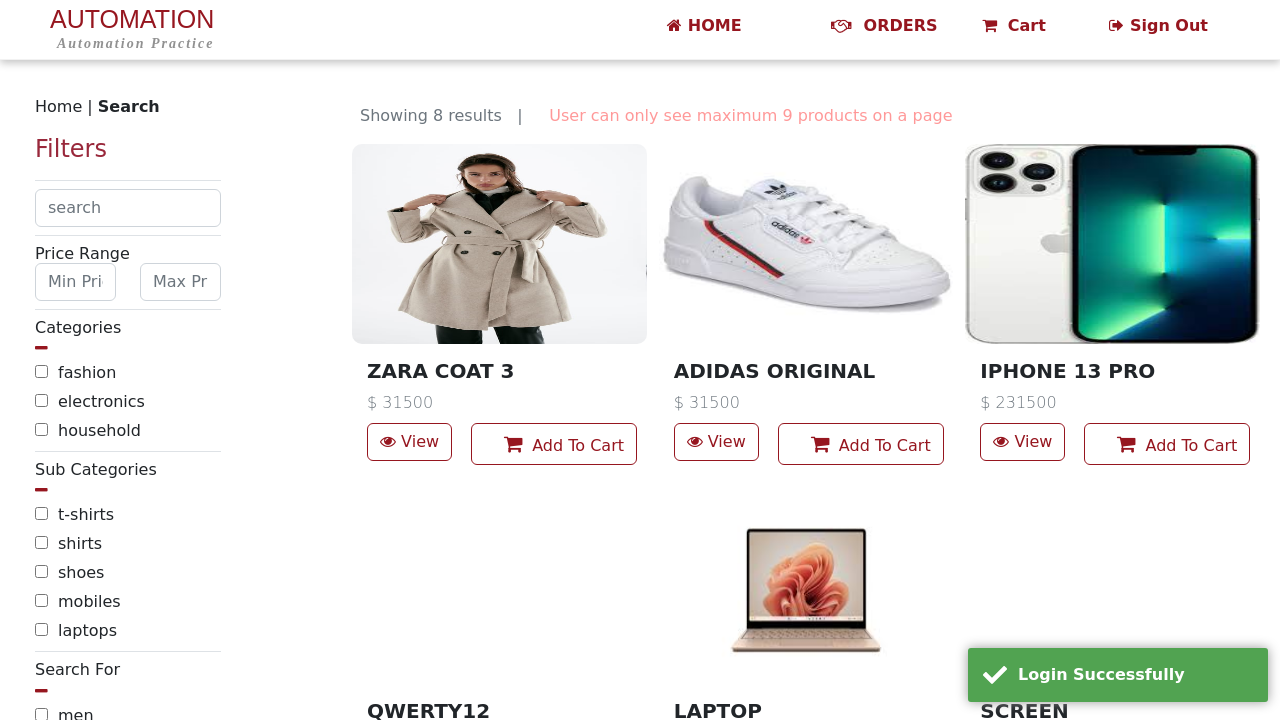 AUTOMATION
Automation Practice
HOME
ORDERS
Cart
Sign Out
Home | Search
Filters
search
Price Range
Min Pri
Max Pr
Categories
fashion
electronics
household
Sub Categories
t-shirts
shirts
shoes
mobiles
laptops
Search For
men
Showing 8 results |
User can only see maximum 9 products on a page
adidas
ZARA COAT 3
$ 31500
View
Add To Cart
ADIDAS ORIGINAL
$ 31500
View
Add To Cart
IPHONE 13 PRO
$ 231500
View
Add To Cart
QWERTY12
LAPTOP
SCREEN
Login Successfully